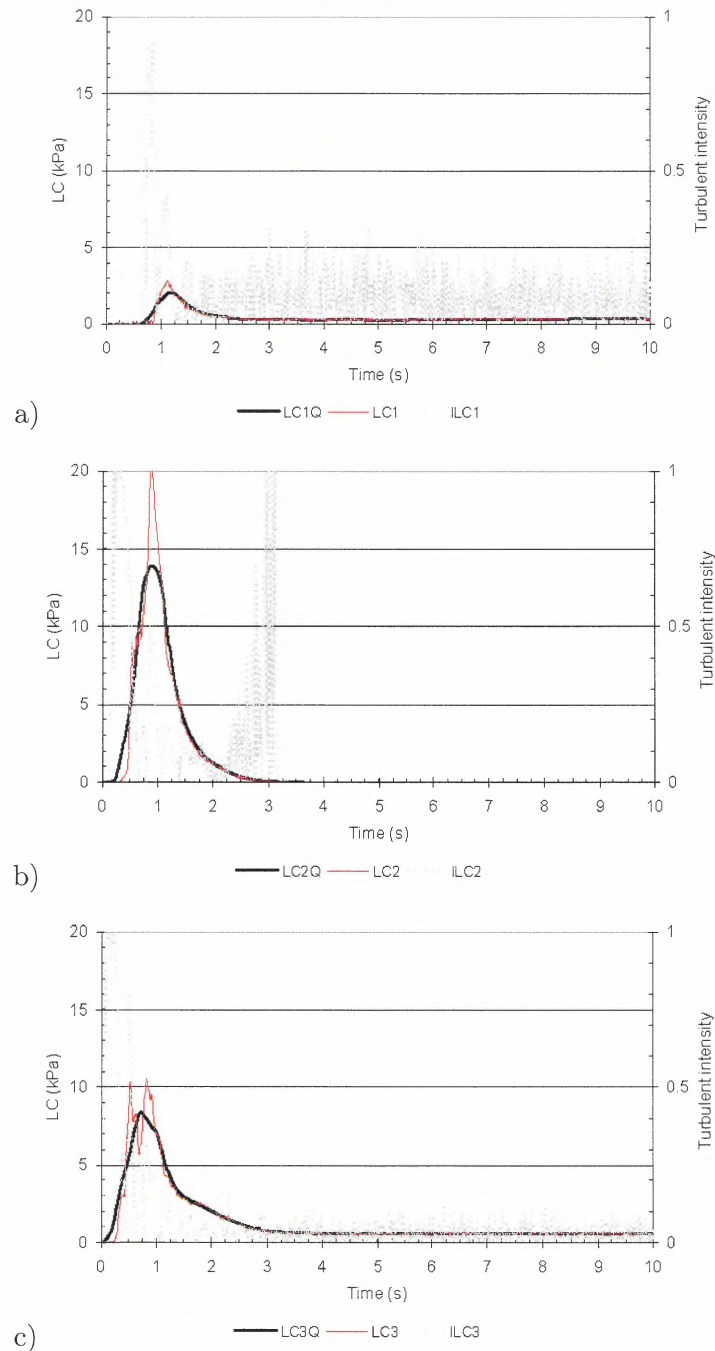 20
15
10
5
0
LC (kPa)
1
0.5
0
Turbulent intensity
0 1 2 3 4 5 6 7 8 9 10
Time (s)
LC1Q LC1 ILC1
a)
20
15
10
5
0
LC (kPa)
1
0.5
0
Turbulent intensity
0 1 2 3 4 5 6 7 8 9 10
Time (s)
LC2Q LC2 ILC2
b)
20
15
10
5
0
LC (kPa)
1
0.5
0
Turbulent intensity
0 1 2 3 4 5 6 7 8 9 10
Time (s)
LC3Q LC3 ILC3
c)